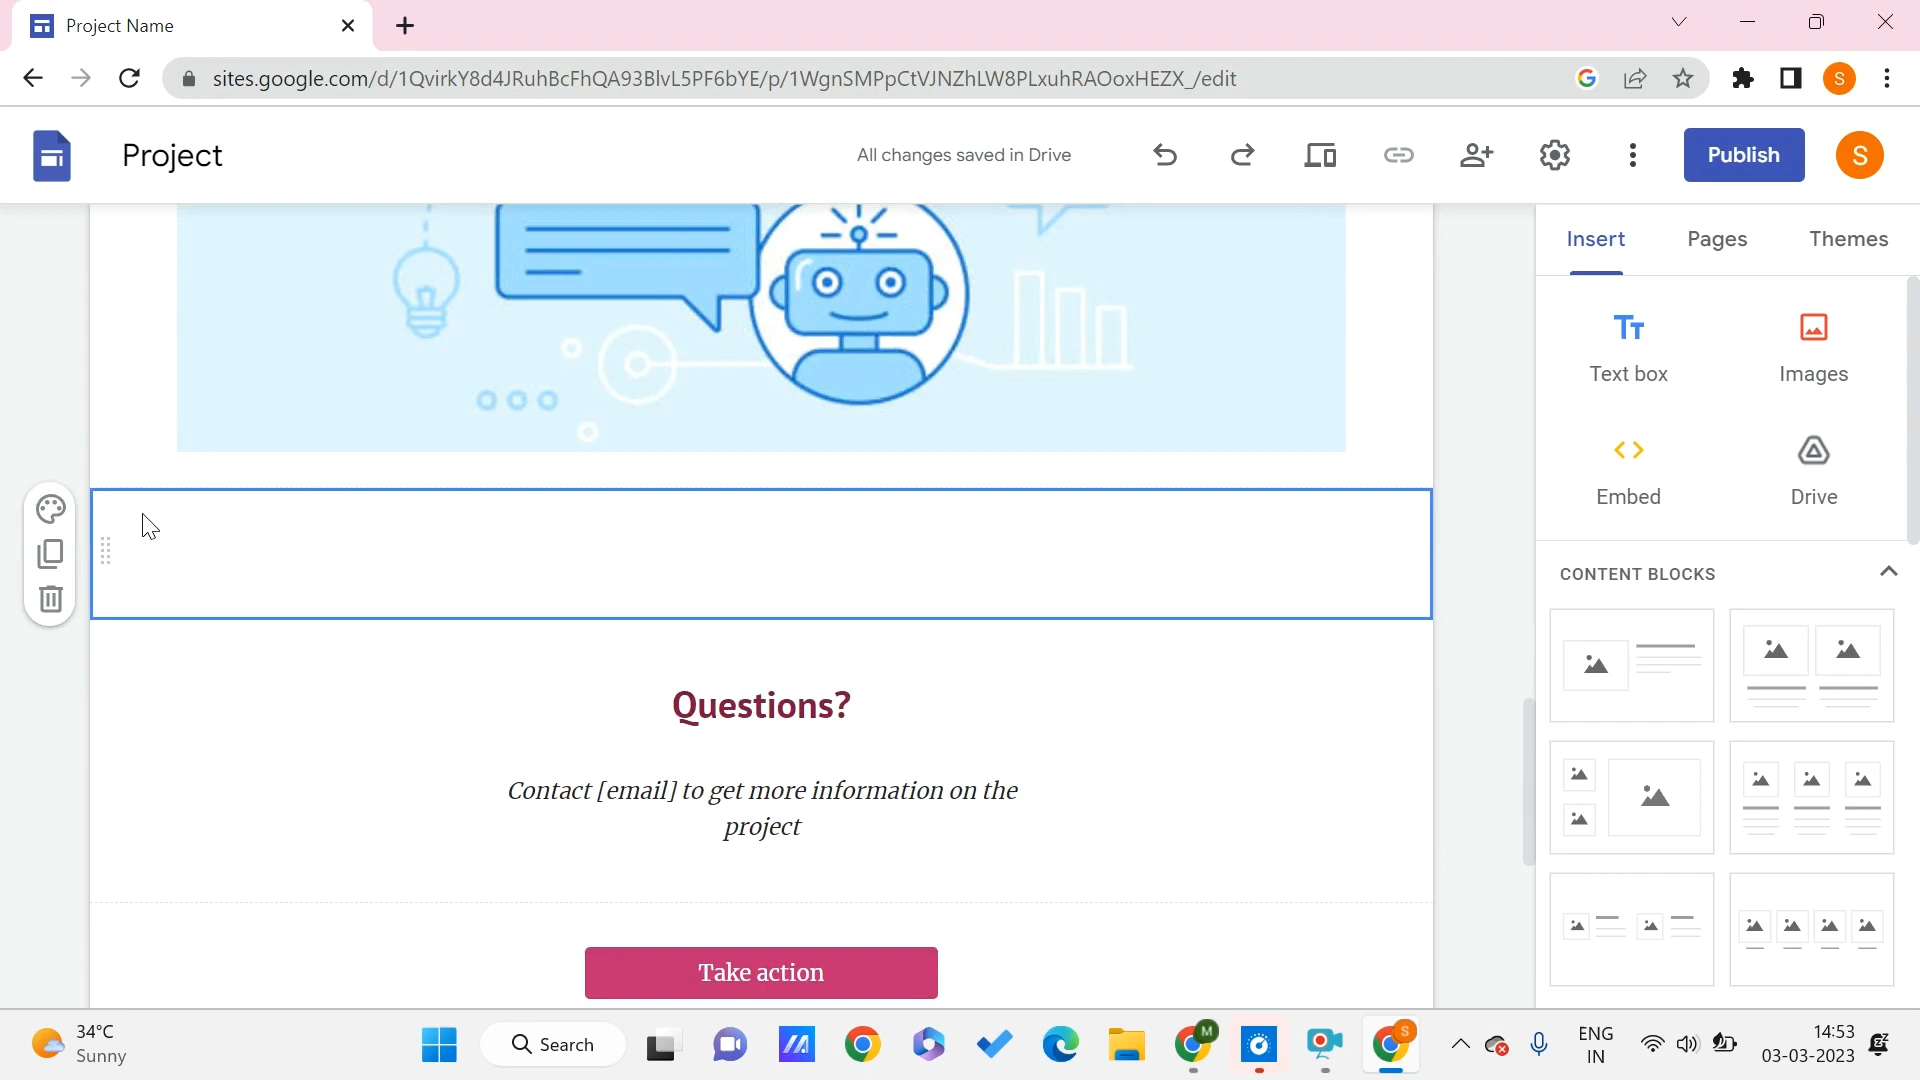 Project Name
sites.google.com/d/1QvirkY8d4JRuhBcFhQA93BlvL5PF6bYE/p/1WgnSMPpCtVJNZhLW8PLxuhRAOoxHEZX_/edit
S
Project
All changes saved in Drive
Publish
S
Insert
Pages
Themes
Text box
Images
Embed
Drive
CONTENT BLOCKS
Questions?
Contact [email] to get more information on the
project
Take action
34°C
Sunny
Search
M
S
ENG
IN
14:53
03-03-2023